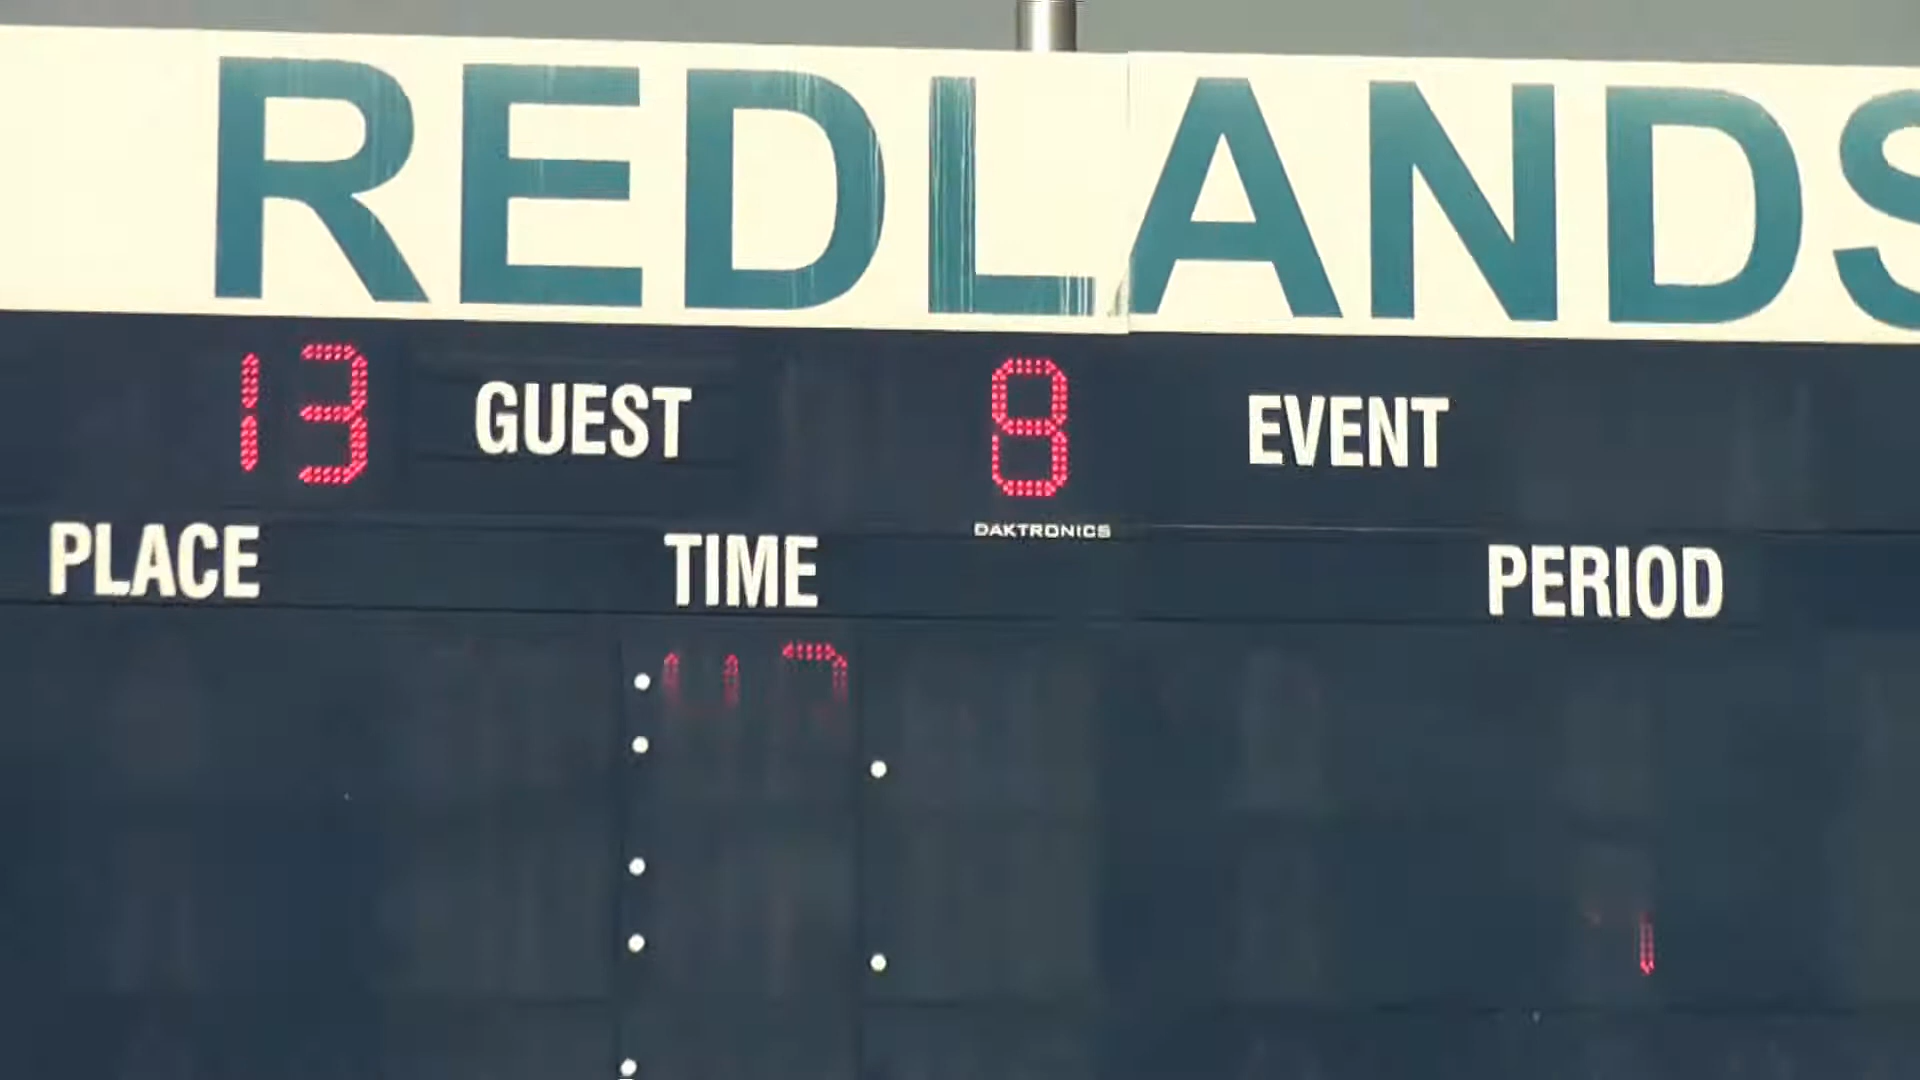 REDLANDS
13 GUEST 8 EVENT
DAKTRONICS
PLACE TIME PERIOD